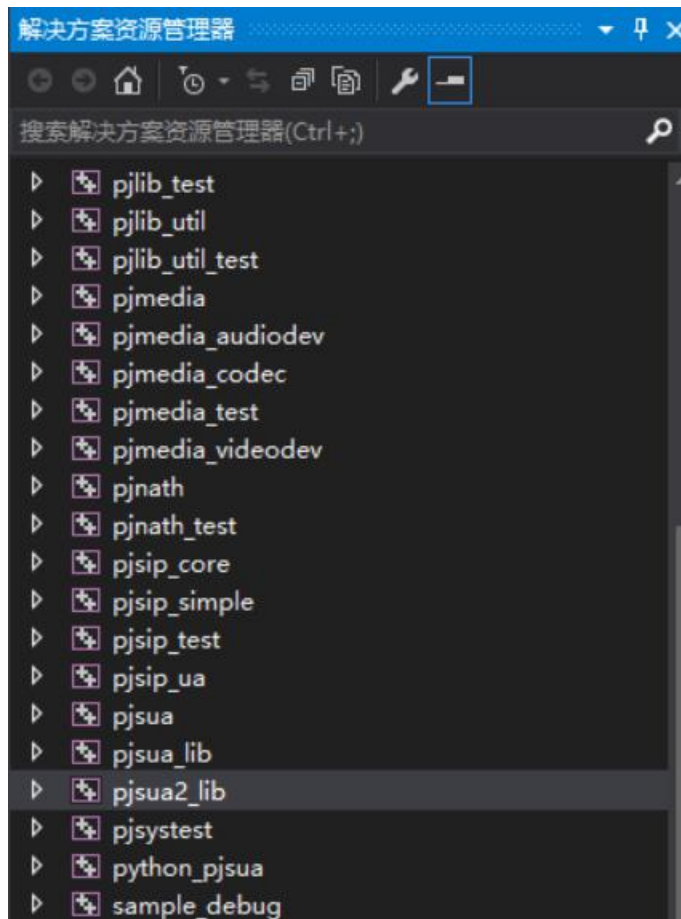 解决方案资源管理器
搜索解决方案资源管理器(Ctrl+;)
pjlib_test
pjlib_util
pjlib_util_test
pjmedia
pjmedia_audiodev
pjmedia_codec
pjmedia_test
pjmedia_videodev
pjnath
pjnath_test
pjsip_core
pjsip_simple
pjsip_test
pjsip_ua
pjsua
pjsua_lib
pjsua2_lib
pjsystest
python_pjsua
sample_debug